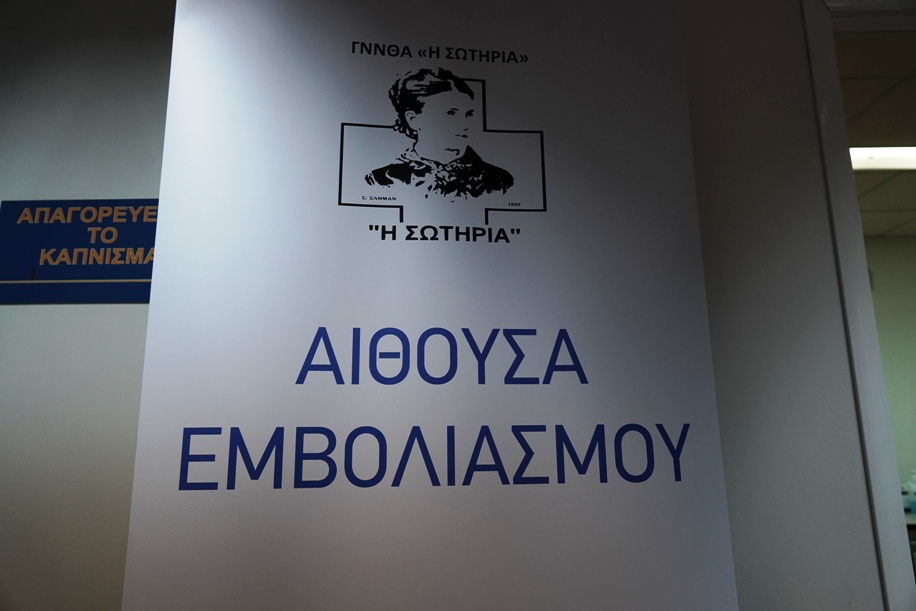 ΓΝΝΘΑ «Η ΣΩΤΗΡΙΑ»
"Η ΣΩΤΗΡΙΑ"
ΑΙΘΟΥΣΑ
ΕΜΒΟΛΙΑΣΜΟΥ
ΑΠΑΓΟΡΕΥΕ
ΤΟ
ΚΑΠΝΙΣΜΑ